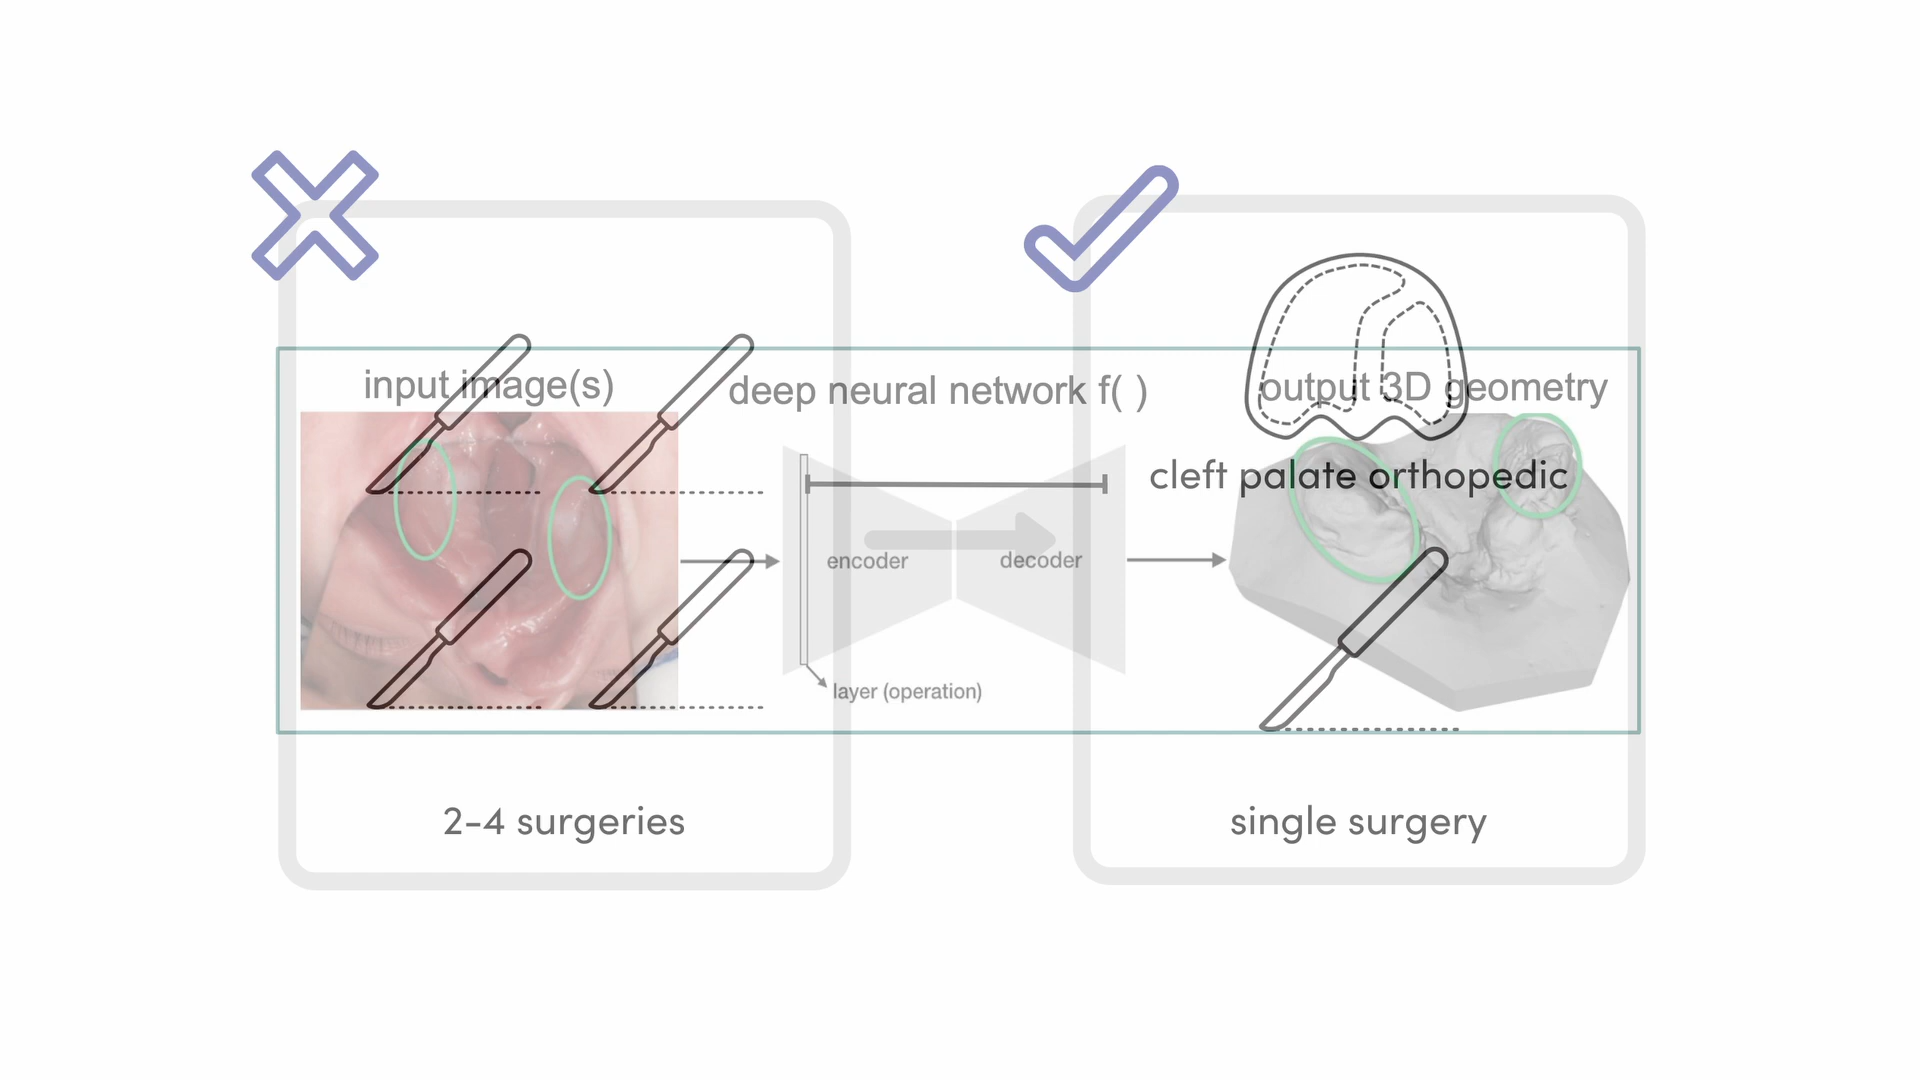 input image(s)
deep neural network f( )
output 3D geometry
cleft palate orthopedic
encoder
decoder
layer (operation)
2-4 surgeries
single surgery